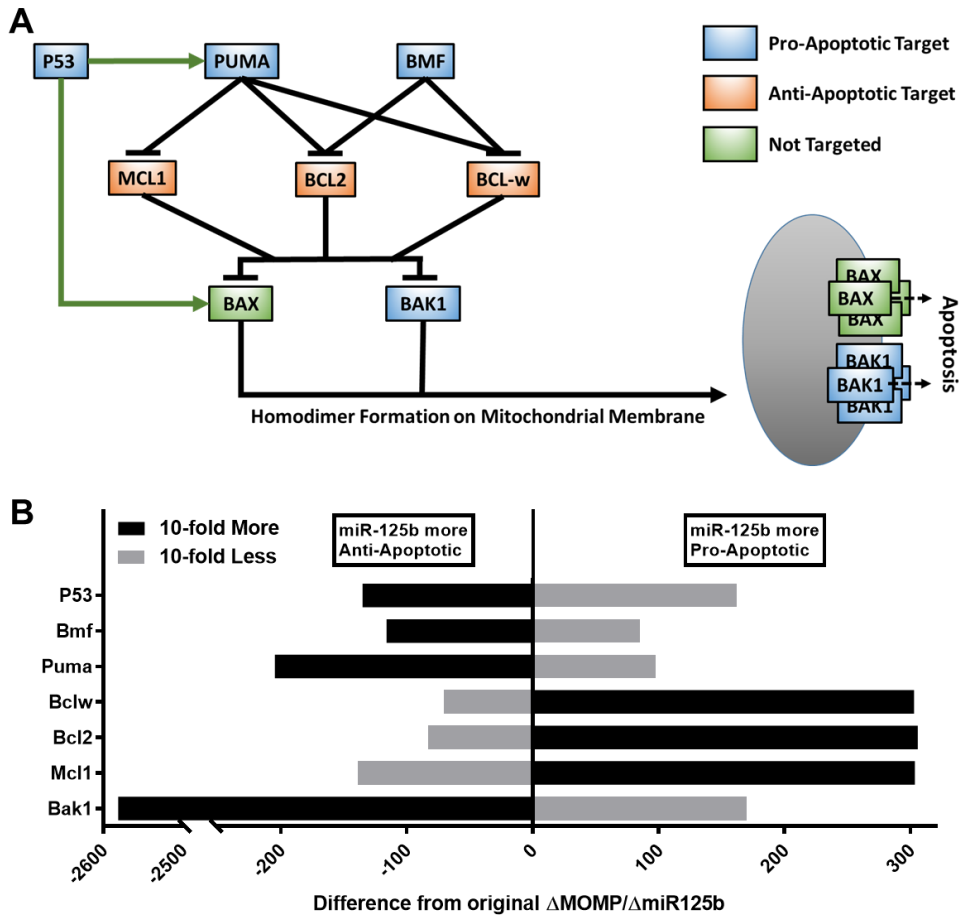 A
P53
PUMA
BMF
Pro-Apoptotic Target
Anti-Apoptotic Target
Not Targeted
MCL1
BCL2
BCL-w
BAX
BAK1
BAX
BAX
BAX
BAK1
BAK1
BAK1
Apoptosis
Homodimer Formation on Mitochondrial Membrane
B
10-fold More
10-fold Less
miR-125b more
Anti-Apoptotic
miR-125b more
Pro-Apoptotic
P53
Bmf
Puma
Bclw
Bcl2
Mcl1
Bak1
-2600
-2500
-200
-100
0
100
200
300
Difference from original ΔMOMP/ΔmiR125b